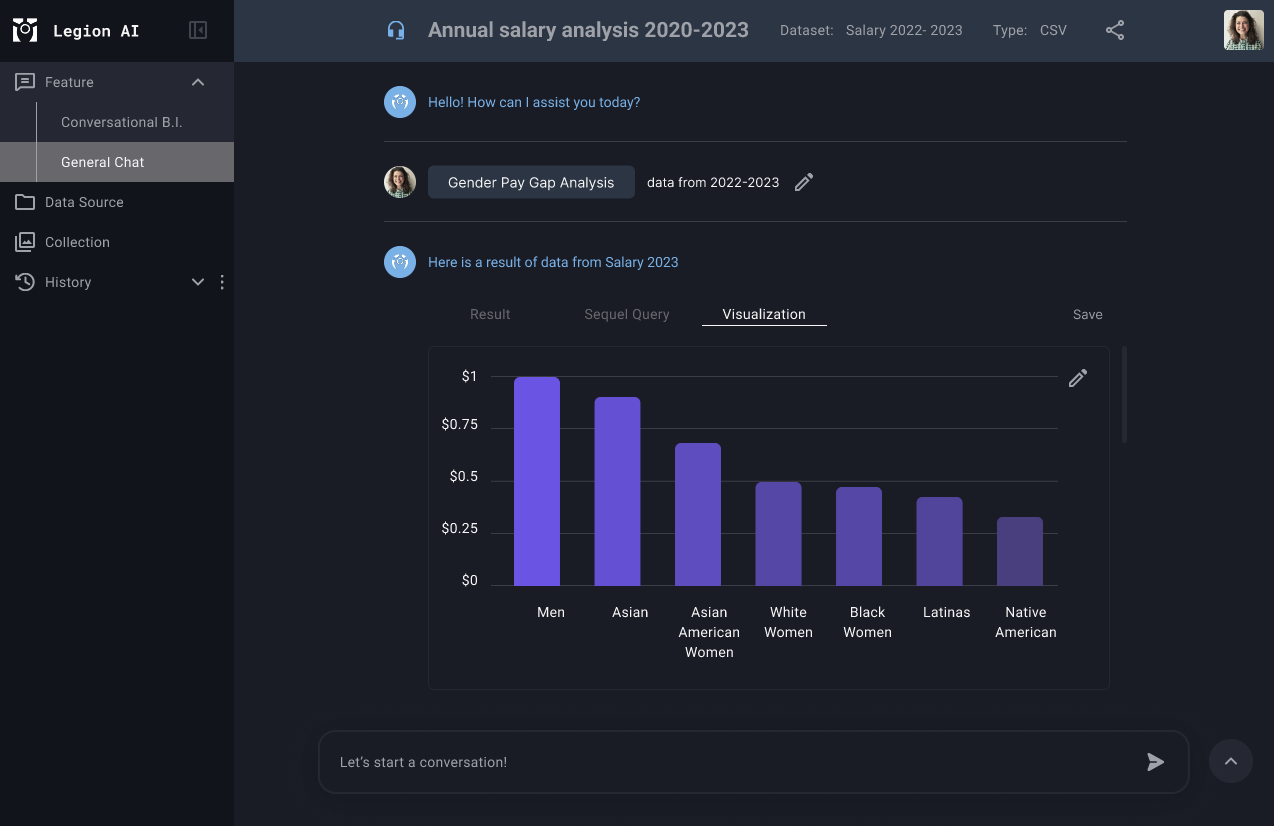 Legion AI
Annual salary analysis 2020-2023
Dataset: Salary 2022- 2023
Type: CSV
Feature
Conversational B.I.
General Chat
Data Source
Collection
History
Hello! How can I assist you today?
Gender Pay Gap Analysis data from 2022-2023
Here is a result of data from Salary 2023
Result Sequel Query Visualization Save
$1
$0.75
$0.5
$0.25
$0
Men
Asian
Asian
American
Women
White
Women
Black
Women
Latinas
Native
American
Let’s start a conversation!